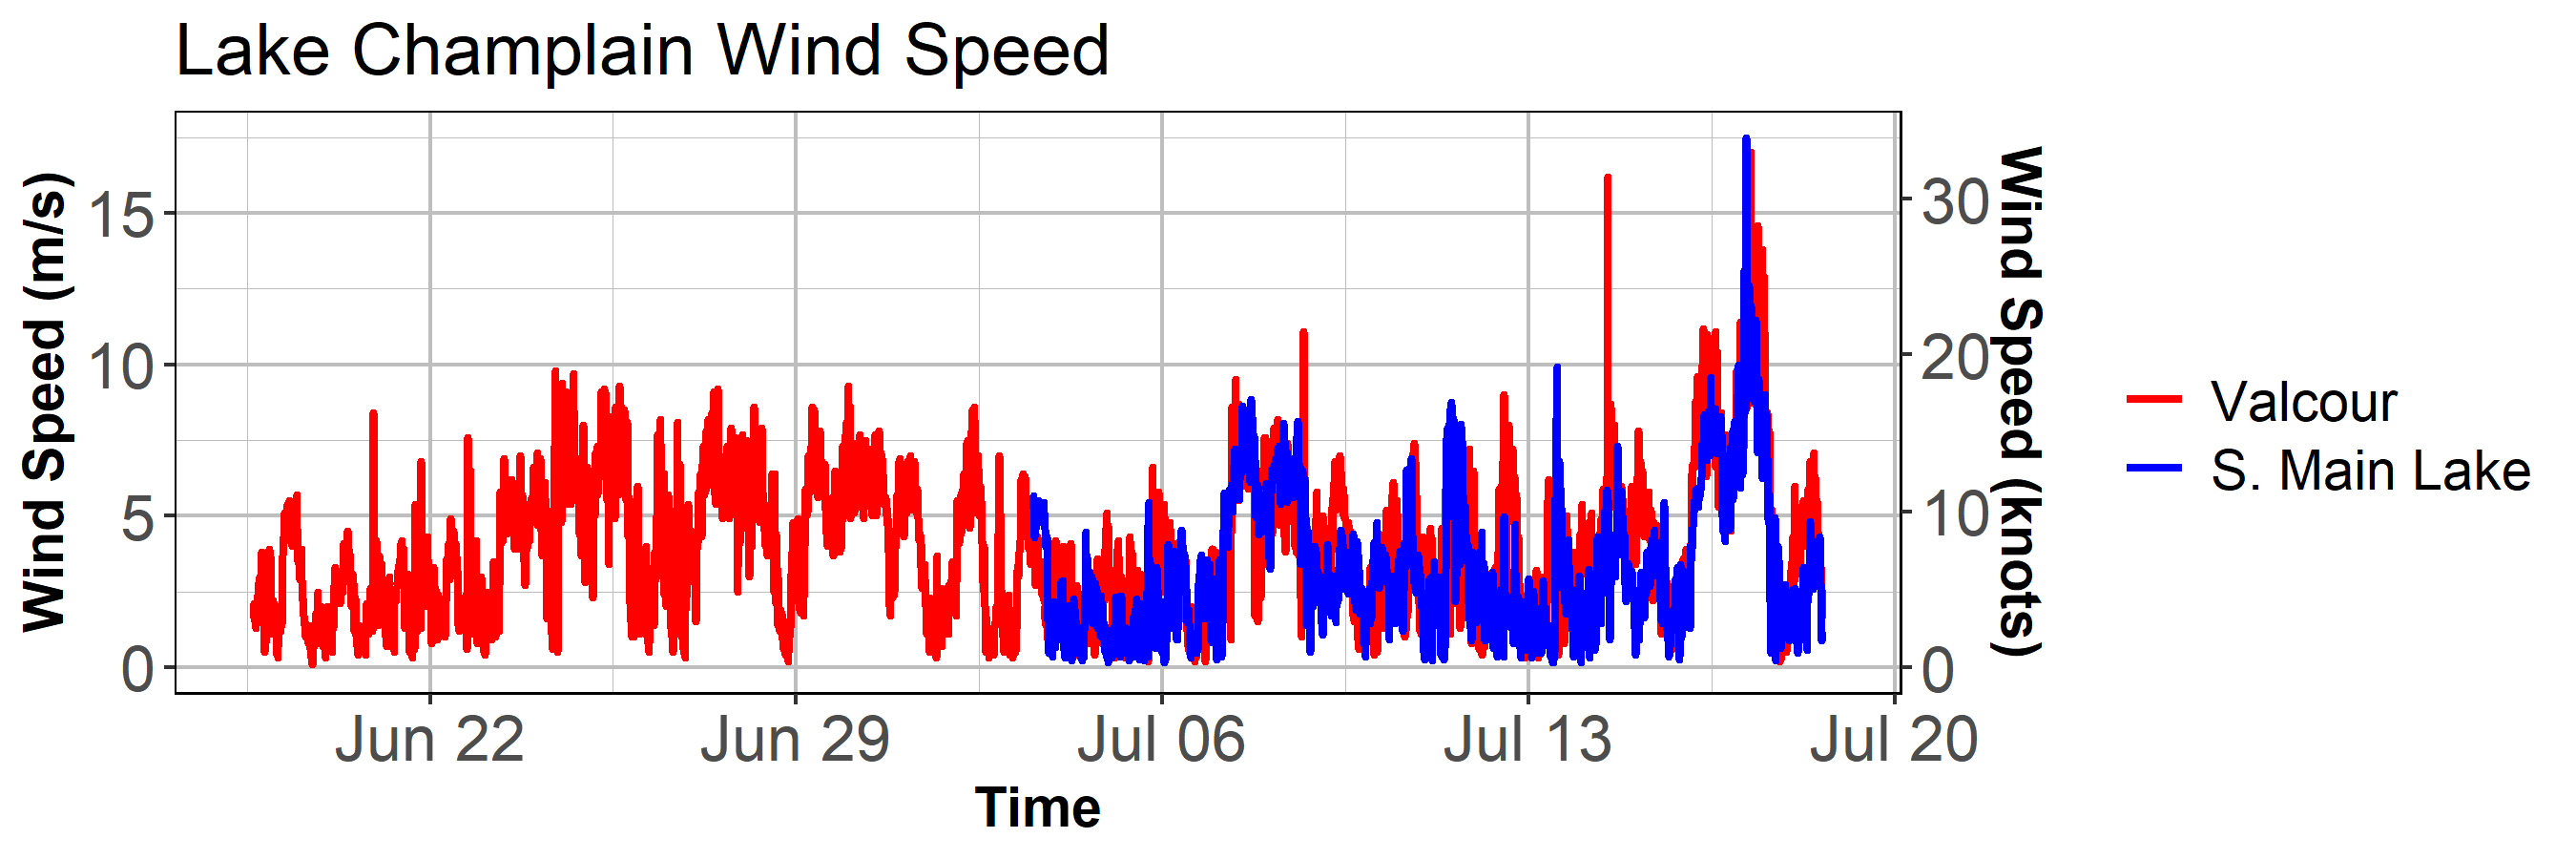 Lake Champlain Wind Speed
Wind Speed (m/s)
15
10
5
0
30
20
10
0
Wind Speed (knots)
Jun 22
Jun 29
Jul 06
Jul 13
Jul 20
Time
Valcour
S. Main Lake